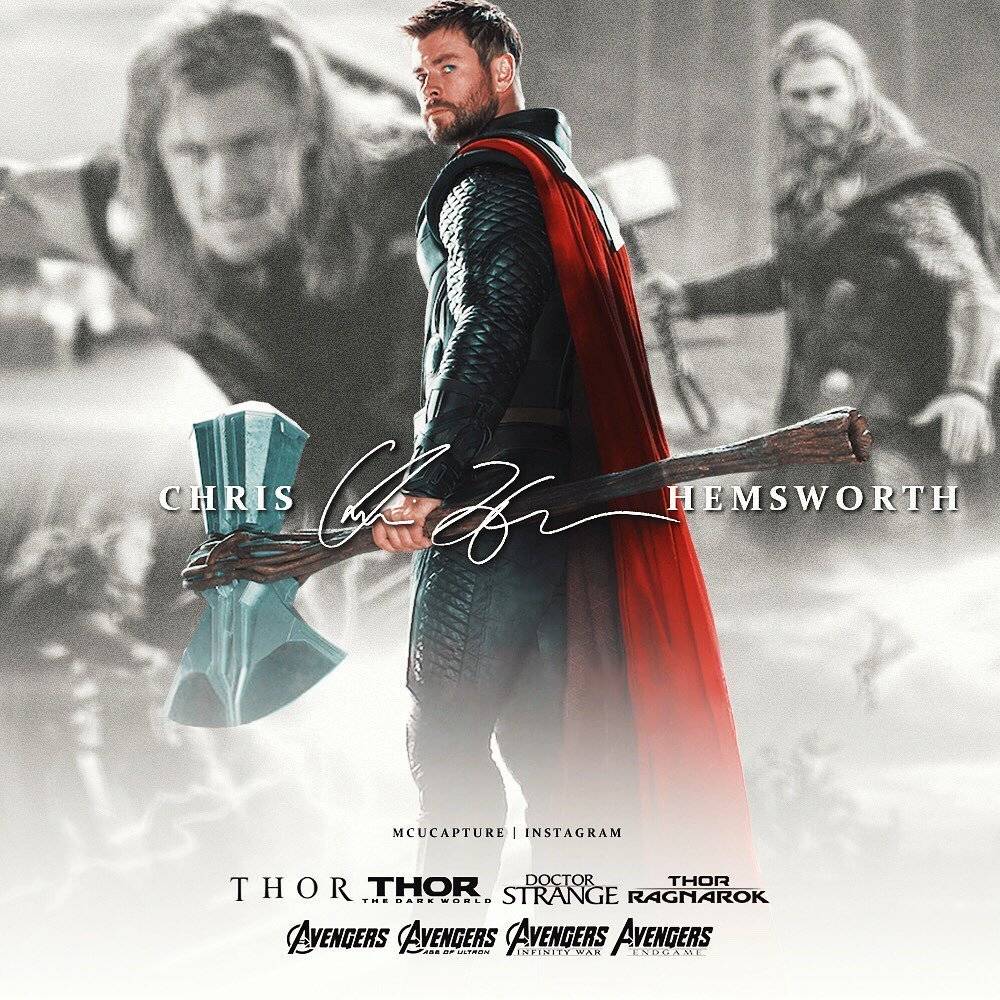 CHRIS HEMSWORTH
MCUCAPTURE | INSTAGRAM
THOR THOR THE DARK WORLD DOCTOR STRANGE THOR RAGNAROK
AVENGERS AVENGERS AGE OF ULTRON AVENGERS INFINITY WAR AVENGERS ENDGAME